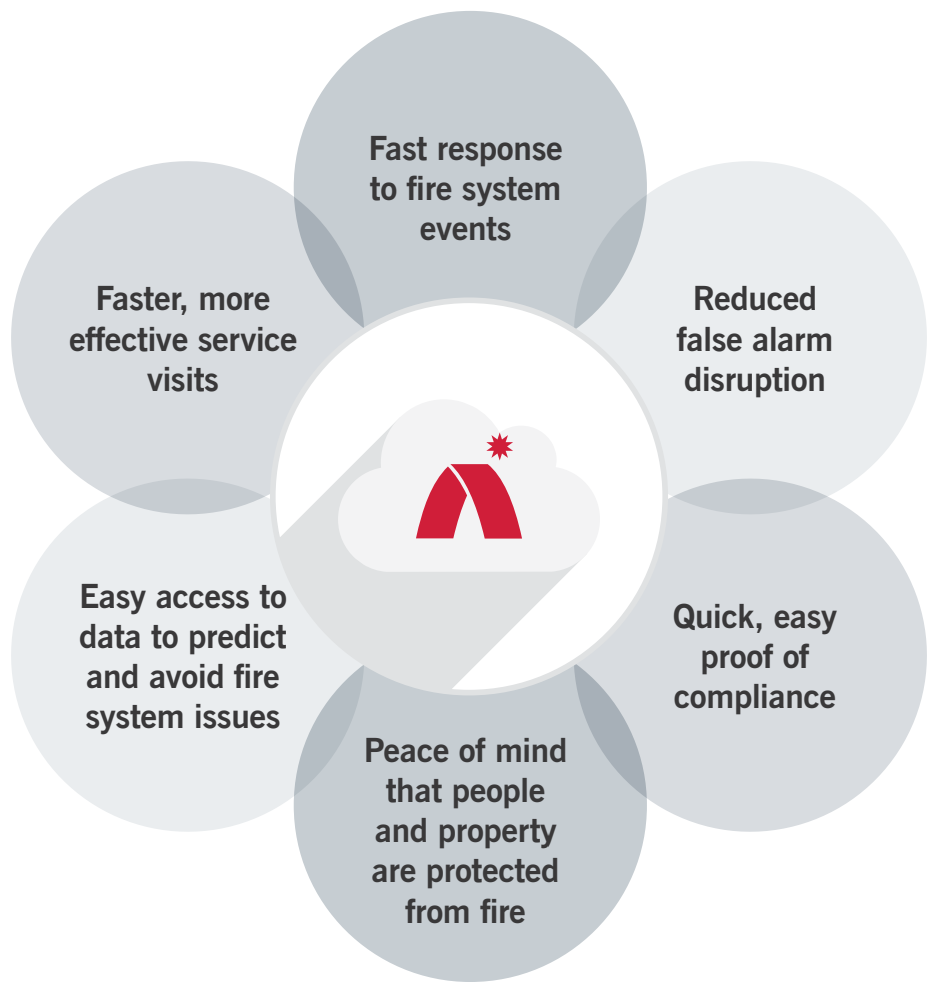 Fast response
to fire system
events
Reduced
false alarm
disruption
Quick, easy
proof of
compliance
Peace of mind
that people
and property
are protected
from fire
Easy access to
data to predict
and avoid fire
system issues
Faster, more
effective service
visits